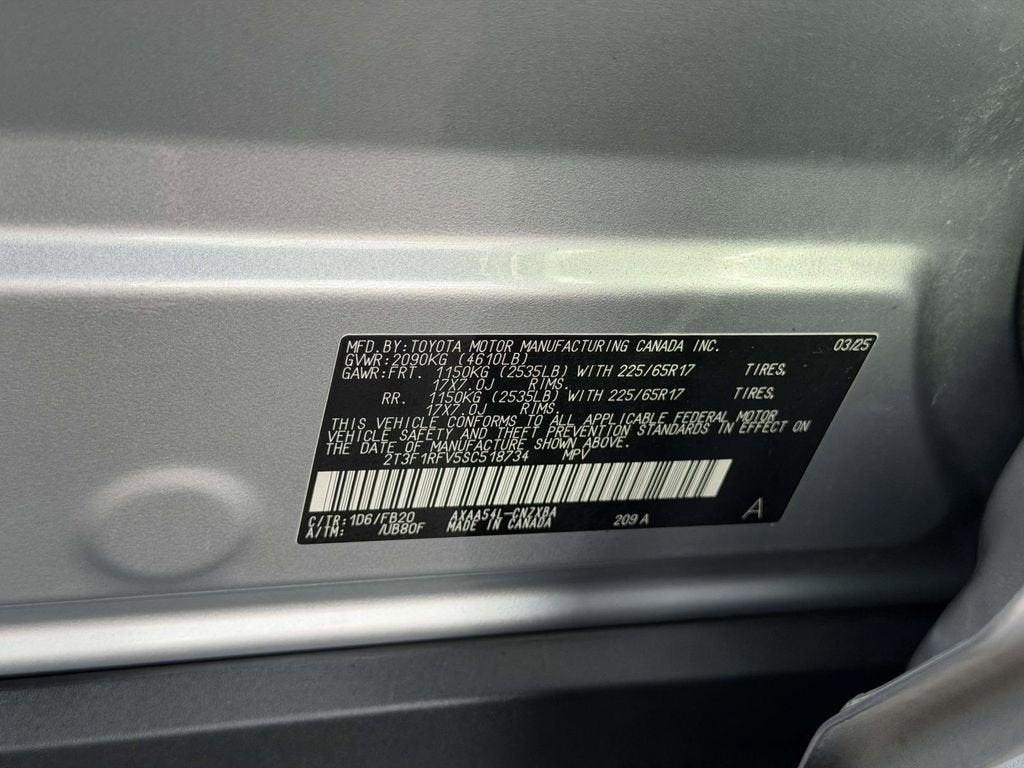 MFD. BY: TOYOTA MOTOR MANUFACTURING CANADA INC. 03/25
GVWR: 2090KG (4610LB)
GAWR: FRT. 1150KG (2535LB) WITH 225/65R17 TIRES,
17X7.0J RIMS,
RR. 1150KG (2535LB) WITH 225/65R17 TIRES,
17X7.0J RIMS.
THIS VEHICLE CONFORMS TO ALL APPLICABLE FEDERAL MOTOR
VEHICLE SAFETY AND THEFT PREVENTION STANDARDS IN EFFECT ON
THE DATE OF MANUFACTURE SHOWN ABOVE.
2T3F1RFV5SC518734 MPV
C/TR: 1D6/FB20 AXAA54L-CNZXBA 209 A A
A/TM: /UB80F MADE IN CANADA